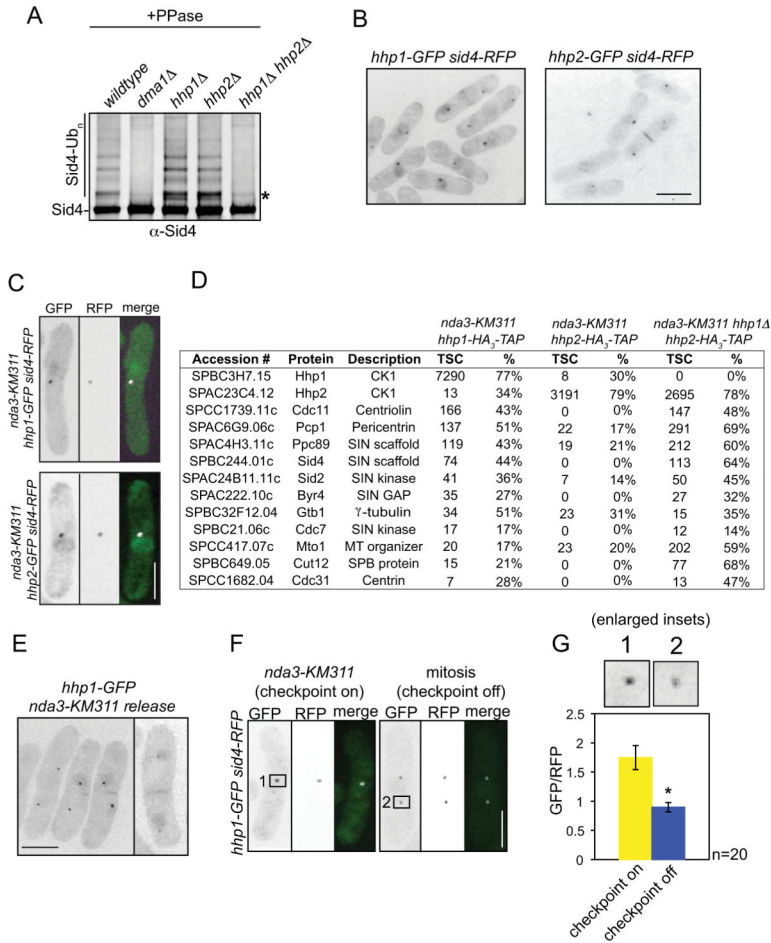 A
+PPase
wildtype
dma1Δ
hhp1Δ
hhp2Δ
hhp1Δ hhp2Δ
Sid4-Ubn
*
Sid4-
α-Sid4
B
hhp1-GFP sid4-RFP
hhp2-GFP sid4-RFP
C
GFP RFP merge
nda3-KM311
hhp1-GFP sid4-RFP
nda3-KM311
hhp2-GFP sid4-RFP
D
nda3-KM311 hhp1-HA3-TAP
nda3-KM311 hhp2-HA3-TAP
nda3-KM311 hhp1Δ hhp2-HA3-TAP
Accession # Protein Description TSC % TSC % TSC %
SPBC3H7.15 Hhp1 CK1 7290 77% 8 30% 0 0%
SPAC23C4.12 Hhp2 CK1 13 34% 3191 79% 2695 78%
SPCC1739.11c Cdc11 Centriolin 166 43% 0 0% 147 48%
SPAC6G9.06c Pcp1 Pericentrin 137 51% 22 17% 291 69%
SPAC4H3.11c Ppc89 SIN scaffold 119 43% 19 21% 212 60%
SPBC244.01c Sid4 SIN scaffold 74 44% 0 0% 113 64%
SPAC24B11.11c Sid2 SIN kinase 41 36% 7 14% 50 45%
SPAC222.10c Byr4 SIN GAP 35 27% 0 0% 27 32%
SPBC32F12.04 Gtb1 γ-tubulin 34 51% 23 31% 15 35%
SPBC21.06c Cdc7 SIN kinase 17 17% 0 0% 12 14%
SPCC417.07c Mto1 MT organizer 20 17% 23 20% 202 59%
SPBC649.05 Cut12 SPB protein 15 21% 0 0% 77 68%
SPCC1682.04 Cdc31 Centrin 7 28% 0 0% 13 47%
E
hhp1-GFP
nda3-KM311 release
F
nda3-KM311
(checkpoint on)
mitosis
(checkpoint off)
GFP RFP merge
GFP RFP merge
hhp1-GFP sid4-RFP
1
2
G
(enlarged insets)
1 2
GFP/RFP
2.5
2
1.5
1
0.5
0
*
n=20
checkpoint on
checkpoint off